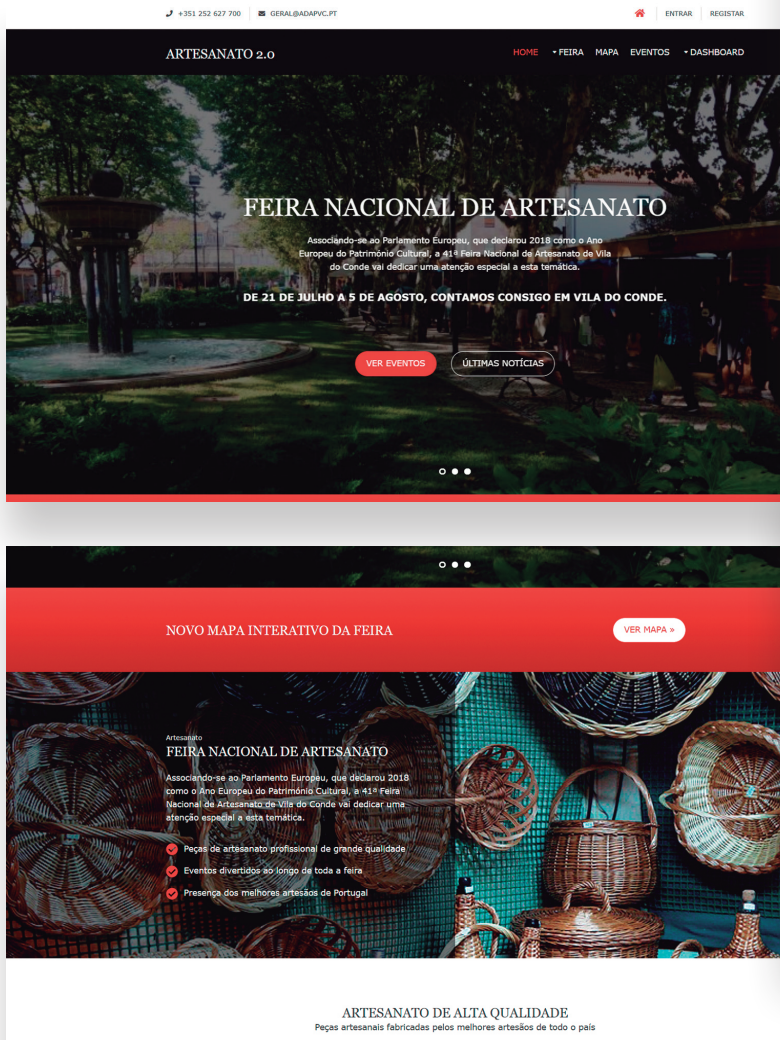 +351 252 627 700 GERAL@ADAPVC.PT ENTRAR REGISTAR
ARTESANATO 2.0 HOME FEIRA MAPA EVENTOS DASHBOARD
FEIRA NACIONAL DE ARTESANATO
Associando-se ao Parlamento Europeu, que declarou 2018 como o Ano
Europeu do Património Cultural, a 41ª Feira Nacional de Artesanato de Vila
do Conde vai dedicar uma atenção especial a esta temática.
DE 21 DE JULHO A 5 DE AGOSTO, CONTAMOS CONSIGO EM VILA DO CONDE.
VER EVENTOS ÚLTIMAS NOTÍCIAS
NOVO MAPA INTERATIVO DA FEIRA VER MAPA »
Artesanato
FEIRA NACIONAL DE ARTESANATO
Associando-se ao Parlamento Europeu, que declarou 2018
como o Ano Europeu do Património Cultural, a 41ª Feira
Nacional de Artesanato de Vila do Conde vai dedicar uma
atenção especial a esta temática.
Peças de artesanato profissional de grande qualidade
Eventos divertidos ao longo de toda a feira
Presença dos melhores artesãos de Portugal
ARTESANATO DE ALTA QUALIDADE
Peças artesanais fabricadas pelos melhores artesãos de todo o país